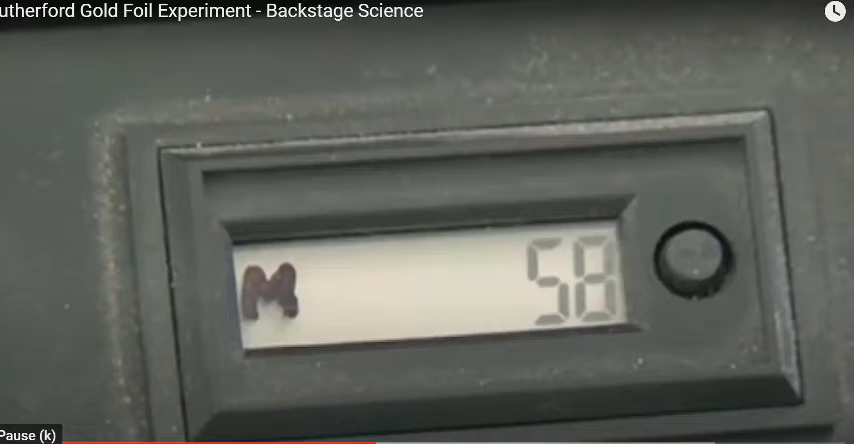 utherford Gold Foil Experiment - Backstage Science
M 58
Pause (k)